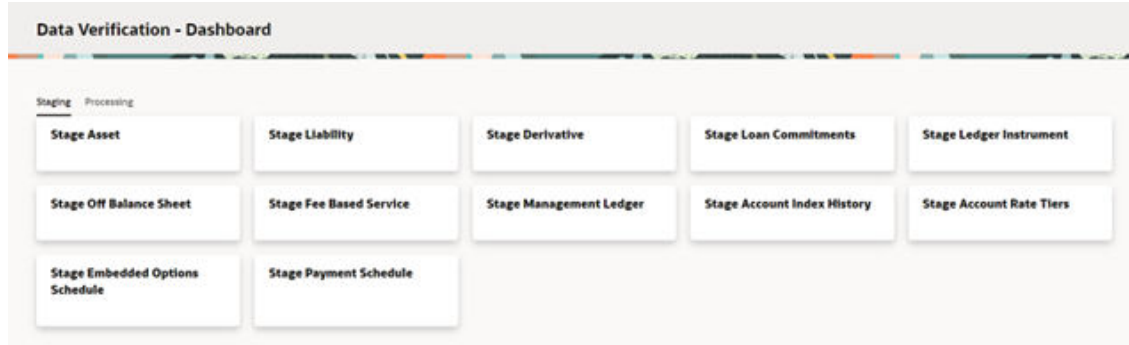 Data Verification - Dashboard
Staging Processing
Stage Asset
Stage Liability
Stage Derivative
Stage Loan Commitments
Stage Ledger Instrument
Stage Off Balance Sheet
Stage Fee Based Service
Stage Management Ledger
Stage Account Index History
Stage Account Rate Tiers
Stage Embedded Options
Schedule
Stage Payment Schedule